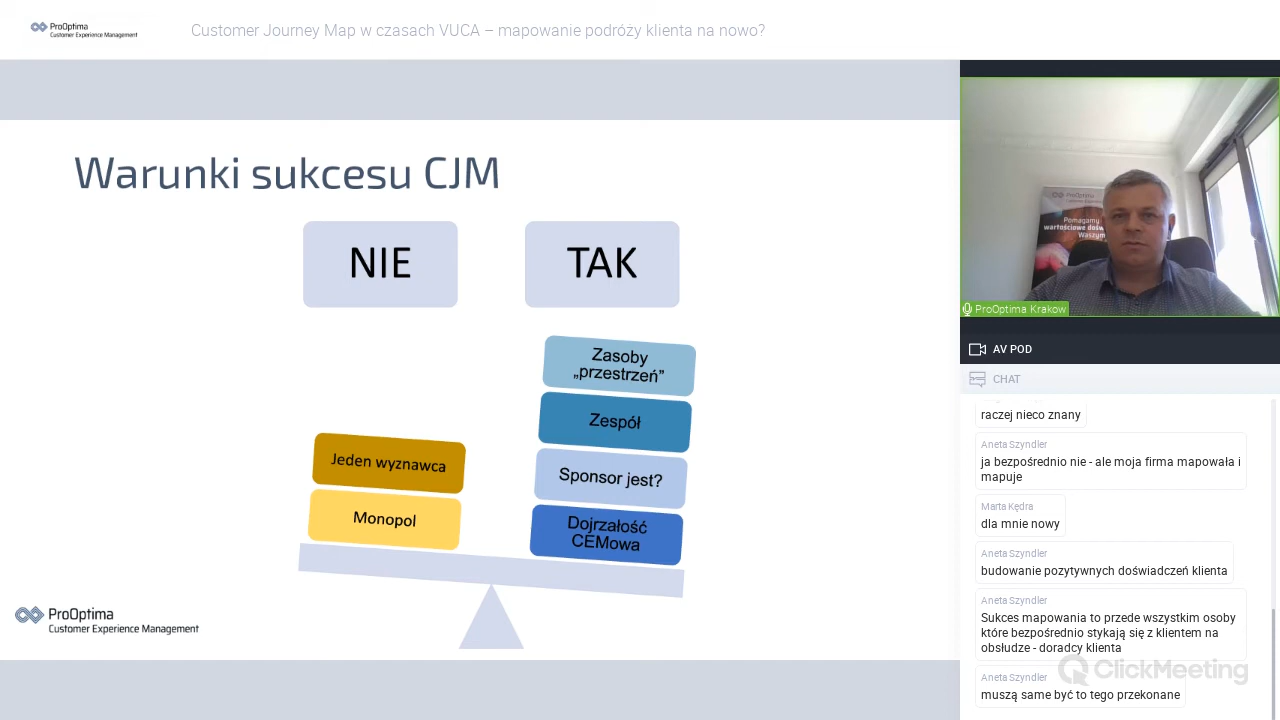 ProOptima
Customer Experience Management
Customer Journey Map w czasach VUCA – mapowanie podróży klienta na nowo?
Warunki sukcesu CJM
NIE
TAK
Zasoby
„przestrzeń”
Zespół
Jeden wyznawca
Sponsor jest?
Monopol
Dojrzałość
CEMowa
ProOptima
Customer Experience Management
ProOptima
Pomagamy
wartościowe
Waszym
ProOptima Krakow
AV POD
CHAT
raczej nieco znany
Aneta Szyndler
ja bezpośrednio nie - ale moja firma mapowała i
mapuje
Marta Kędra
dla mnie nowy
Aneta Szyndler
budowanie pozytywnych doświadczeń klienta
Aneta Szyndler
Sukces mapowania to przede wszystkim osoby
które bezpośrednio stykają się z klientem na
obsłudze - doradcy klienta
ClickMeeting
Aneta Szyndler
muszą same być to tego przekonane